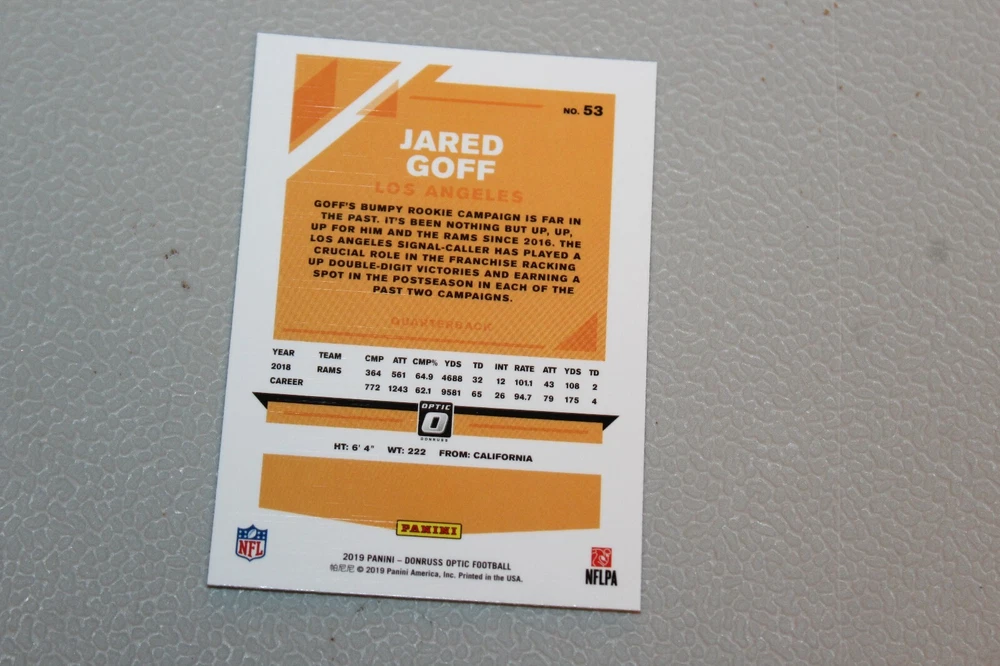 NO. 53
JARED
GOFF
LOS ANGELES
GOFF'S BUMPY ROOKIE CAMPAIGN IS FAR IN
THE PAST. IT'S BEEN NOTHING BUT UP, UP,
UP FOR HIM AND THE RAMS SINCE 2016. THE
LOS ANGELES SIGNAL-CALLER HAS PLAYED A
CRUCIAL ROLE IN THE FRANCHISE RACKING
UP DOUBLE-DIGIT VICTORIES AND EARNING A
SPOT IN THE POSTSEASON IN EACH OF THE
PAST TWO CAMPAIGNS.
QUARTERBACK
YEAR TEAM CMP ATT CMP% YDS TD INT RATE ATT YDS TD
2018 RAMS 364 561 64.9 4688 32 12 101.1 43 108 2
CAREER 772 1243 62.1 9581 65 26 94.7 79 175 4
OPTIC
O
DONRUSS
HT: 6' 4" WT: 222 FROM: CALIFORNIA
PANINI
NFL
2019 PANINI – DONRUSS OPTIC FOOTBALL
帕尼尼 © 2019 Panini America, Inc. Printed in the USA.
NFLPA